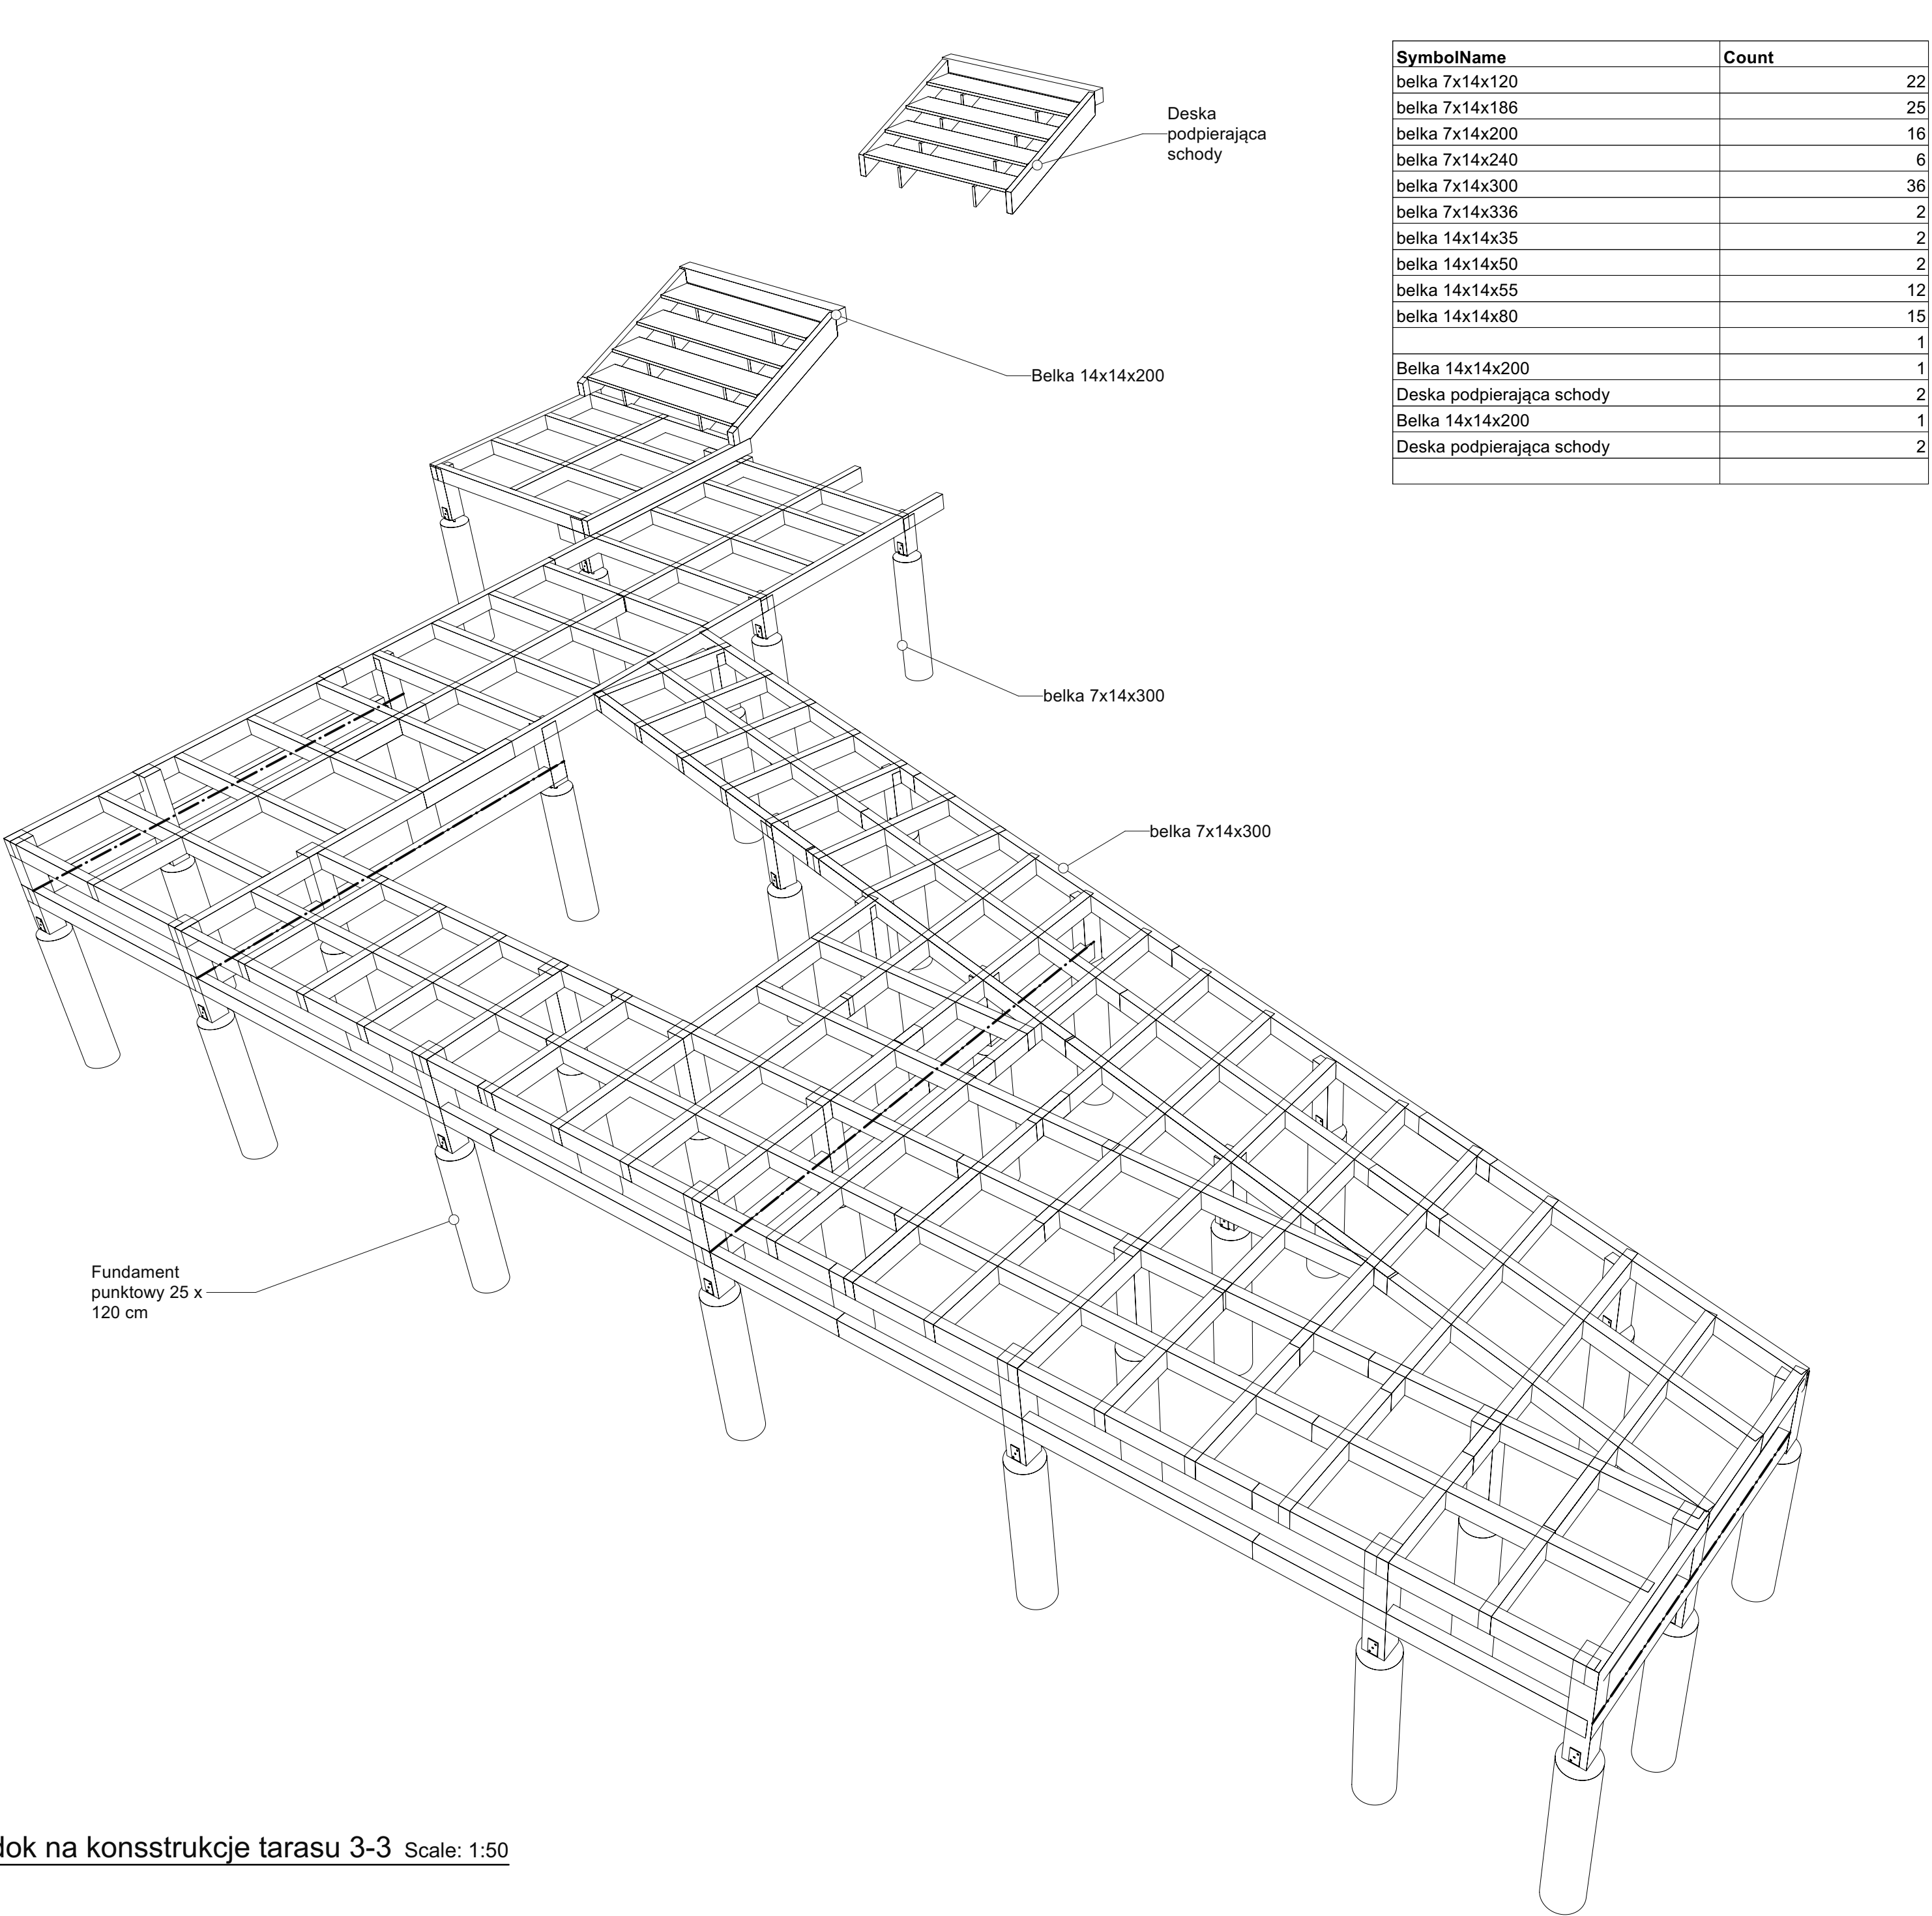 Deska
podpierająca
schody
SymbolName Count
belka 7x14x120 22
belka 7x14x186 25
belka 7x14x200 16
belka 7x14x240 6
belka 7x14x300 36
belka 7x14x336 2
belka 14x14x35 2
belka 14x14x50 2
belka 14x14x55 12
belka 14x14x80 15
1
Belka 14x14x200 1
Deska podpierająca schody 2
Belka 14x14x200 1
Deska podpierająca schody 2
Belka 14x14x200
belka 7x14x300
belka 7x14x300
Fundament
punktowy 25 x
120 cm
dok na konsstrukcje tarasu 3-3 Scale: 1:50